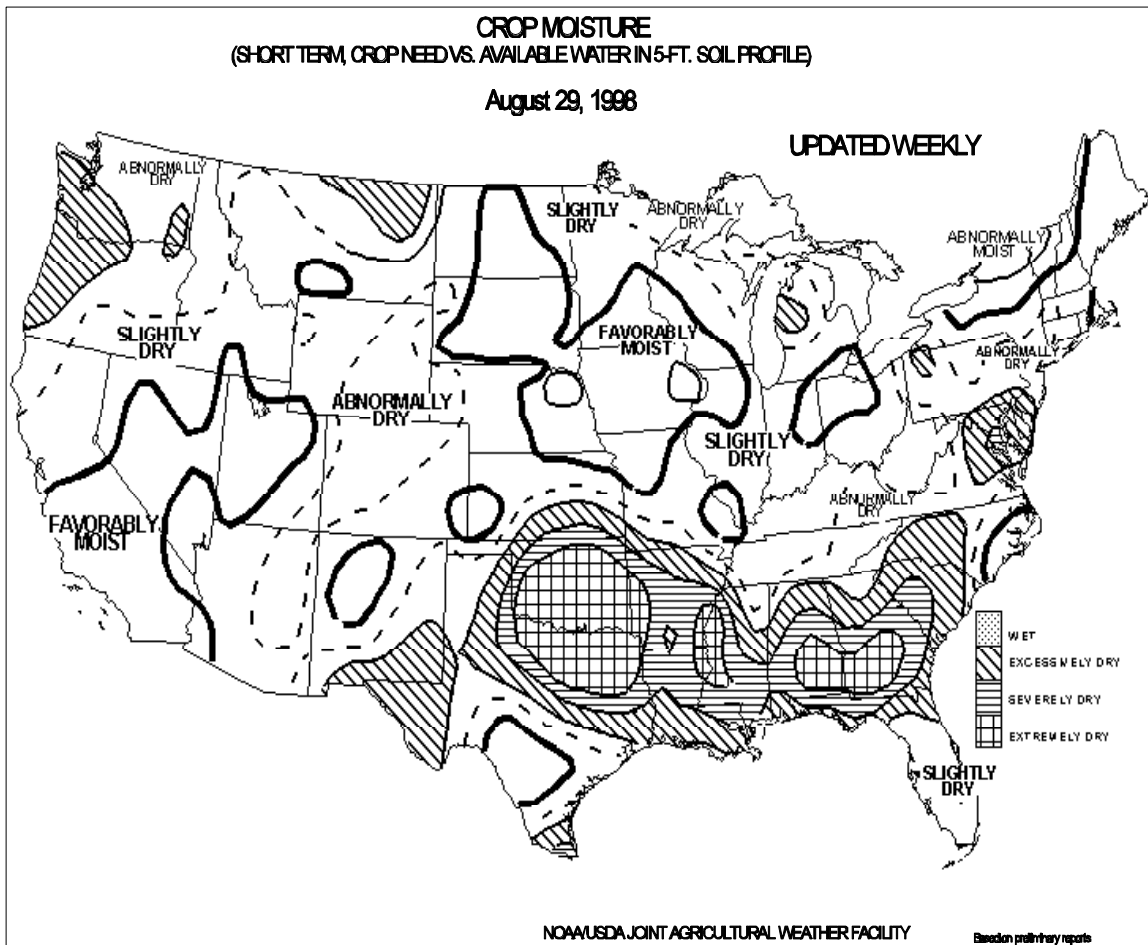 CROP MOISTURE
(SHORT TERM, CROP NEED VS. AVAILABLE WATER IN 5-FT. SOIL PROFILE)
August 29, 1998
UPDATED WEEKLY
ABNORMALLY
DRY
SLIGHTLY
DRY
ABNORMALLY
DRY
ABNORMALLY
MOIST
SLIGHTLY
DRY
FAVORABLY
MOIST
ABNORMALLY
DRY
ABNORMALLY
DRY
SLIGHTLY
DRY
ABNORMALLY
DRY
FAVORABLY
MOIST
WET
EXCESSIVELY DRY
SEVERELY DRY
EXTREMELY DRY
SLIGHTLY
DRY
NOAA/USDA JOINT AGRICULTURAL WEATHER FACILITY
Based on preliminary reports